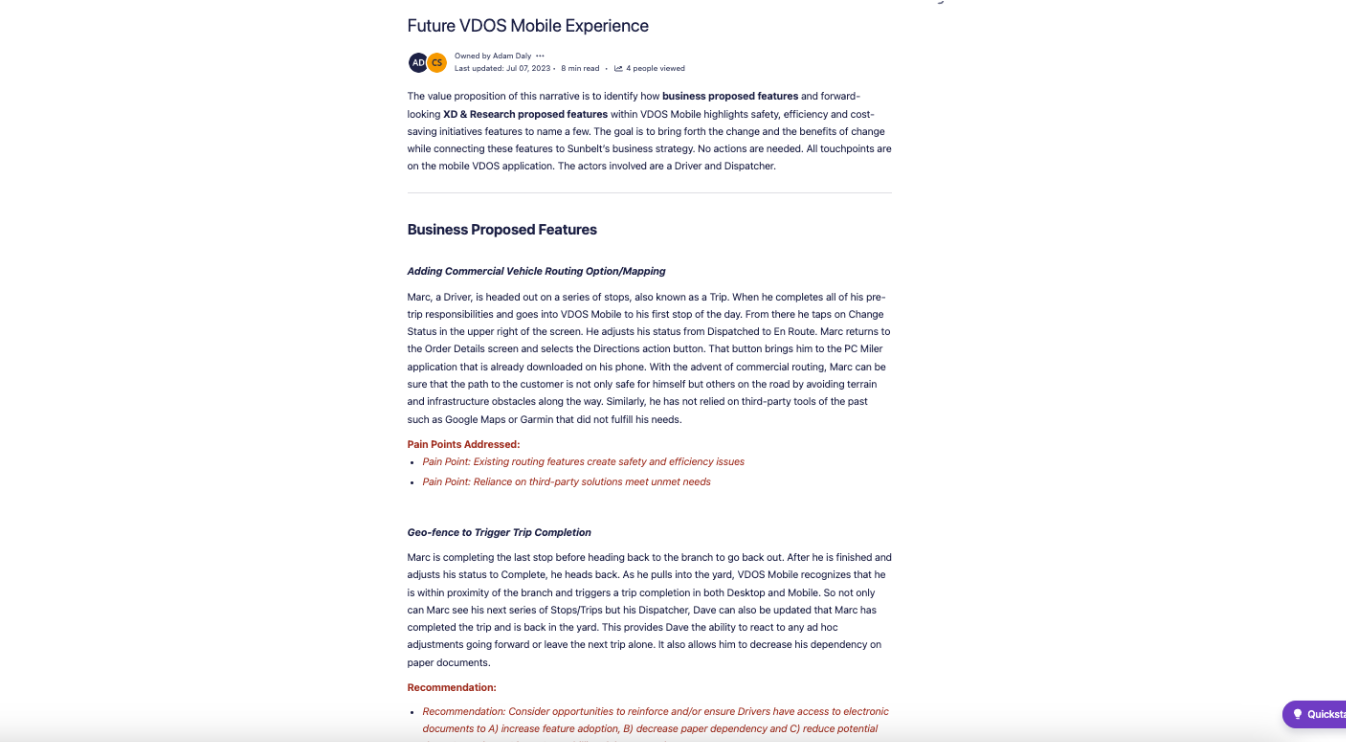 Future VDOS Mobile Experience
AD CS
Owned by Adam Daly •••
Last updated: Jul 07, 2023 • 8 min read • 4 people viewed
The value proposition of this narrative is to identify how business proposed features and forward-
looking XD & Research proposed features within VDOS Mobile highlights safety, efficiency and cost-
saving initiatives features to name a few. The goal is to bring forth the change and the benefits of change
while connecting these features to Sunbelt's business strategy. No actions are needed. All touchpoints are
on the mobile VDOS application. The actors involved are a Driver and Dispatcher.
Business Proposed Features
Adding Commercial Vehicle Routing Option/Mapping
Marc, a Driver, is headed out on a series of stops, also known as a Trip. When he completes all of his pre-
trip responsibilities and goes into VDOS Mobile to his first stop of the day. From there he taps on Change
Status in the upper right of the screen. He adjusts his status from Dispatched to En Route. Marc returns to
the Order Details screen and selects the Directions action button. That button brings him to the PC Miler
application that is already downloaded on his phone. With the advent of commercial routing, Marc can be
sure that the path to the customer is not only safe for himself but others on the road by avoiding terrain
and infrastructure obstacles along the way. Similarly, he has not relied on third-party tools of the past
such as Google Maps or Garmin that did not fulfill his needs.
Pain Points Addressed:
• Pain Point: Existing routing features create safety and efficiency issues
• Pain Point: Reliance on third-party solutions meet unmet needs
Geo-fence to Trigger Trip Completion
Marc is completing the last stop before heading back to the branch to go back out. After he is finished and
adjusts his status to Complete, he heads back. As he pulls into the yard, VDOS Mobile recognizes that he
is within proximity of the branch and triggers a trip completion in both Desktop and Mobile. So not only
can Marc see his next series of Stops/Trips but his Dispatcher, Dave can also be updated that Marc has
completed the trip and is back in the yard. This provides Dave the ability to react to any ad hoc
adjustments going forward or leave the next trip alone. It also allows him to decrease his dependency on
paper documents.
Recommendation:
• Recommendation: Consider opportunities to reinforce and/or ensure Drivers have access to electronic
documents to A) increase feature adoption, B) decrease paper dependency and C) reduce potential
Quicksta